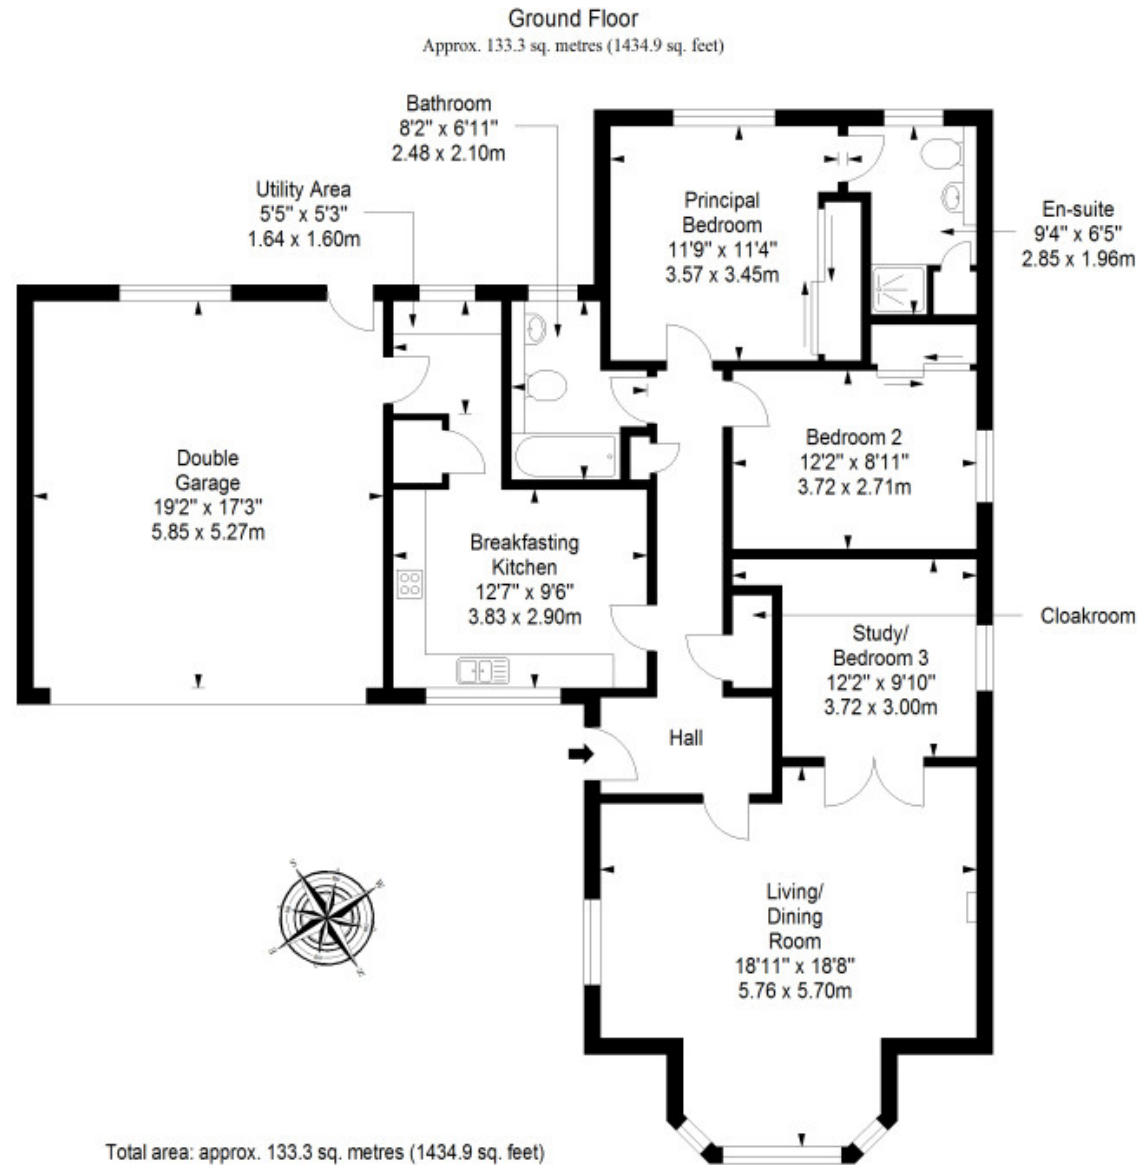 Ground Floor
Approx. 133.3 sq. metres (1434.9 sq. feet)
Bathroom
8'2" x 6'11"
2.48 x 2.10m
Utility Area
5'5" x 5'3"
1.64 x 1.60m
Principal
Bedroom
11'9" x 11'4"
3.57 x 3.45m
En-suite
9'4" x 6'5"
2.85 x 1.96m
Double
Garage
19'2" x 17'3"
5.85 x 5.27m
Bedroom 2
12'2" x 8'11"
3.72 x 2.71m
Breakfasting
Kitchen
12'7" x 9'6"
3.83 x 2.90m
Cloakroom
Study/
Bedroom 3
12'2" x 9'10"
3.72 x 3.00m
Hall
Living/
Dining
Room
18'11" x 18'8"
5.76 x 5.70m
S
Total area: approx. 133.3 sq. metres (1434.9 sq. feet)